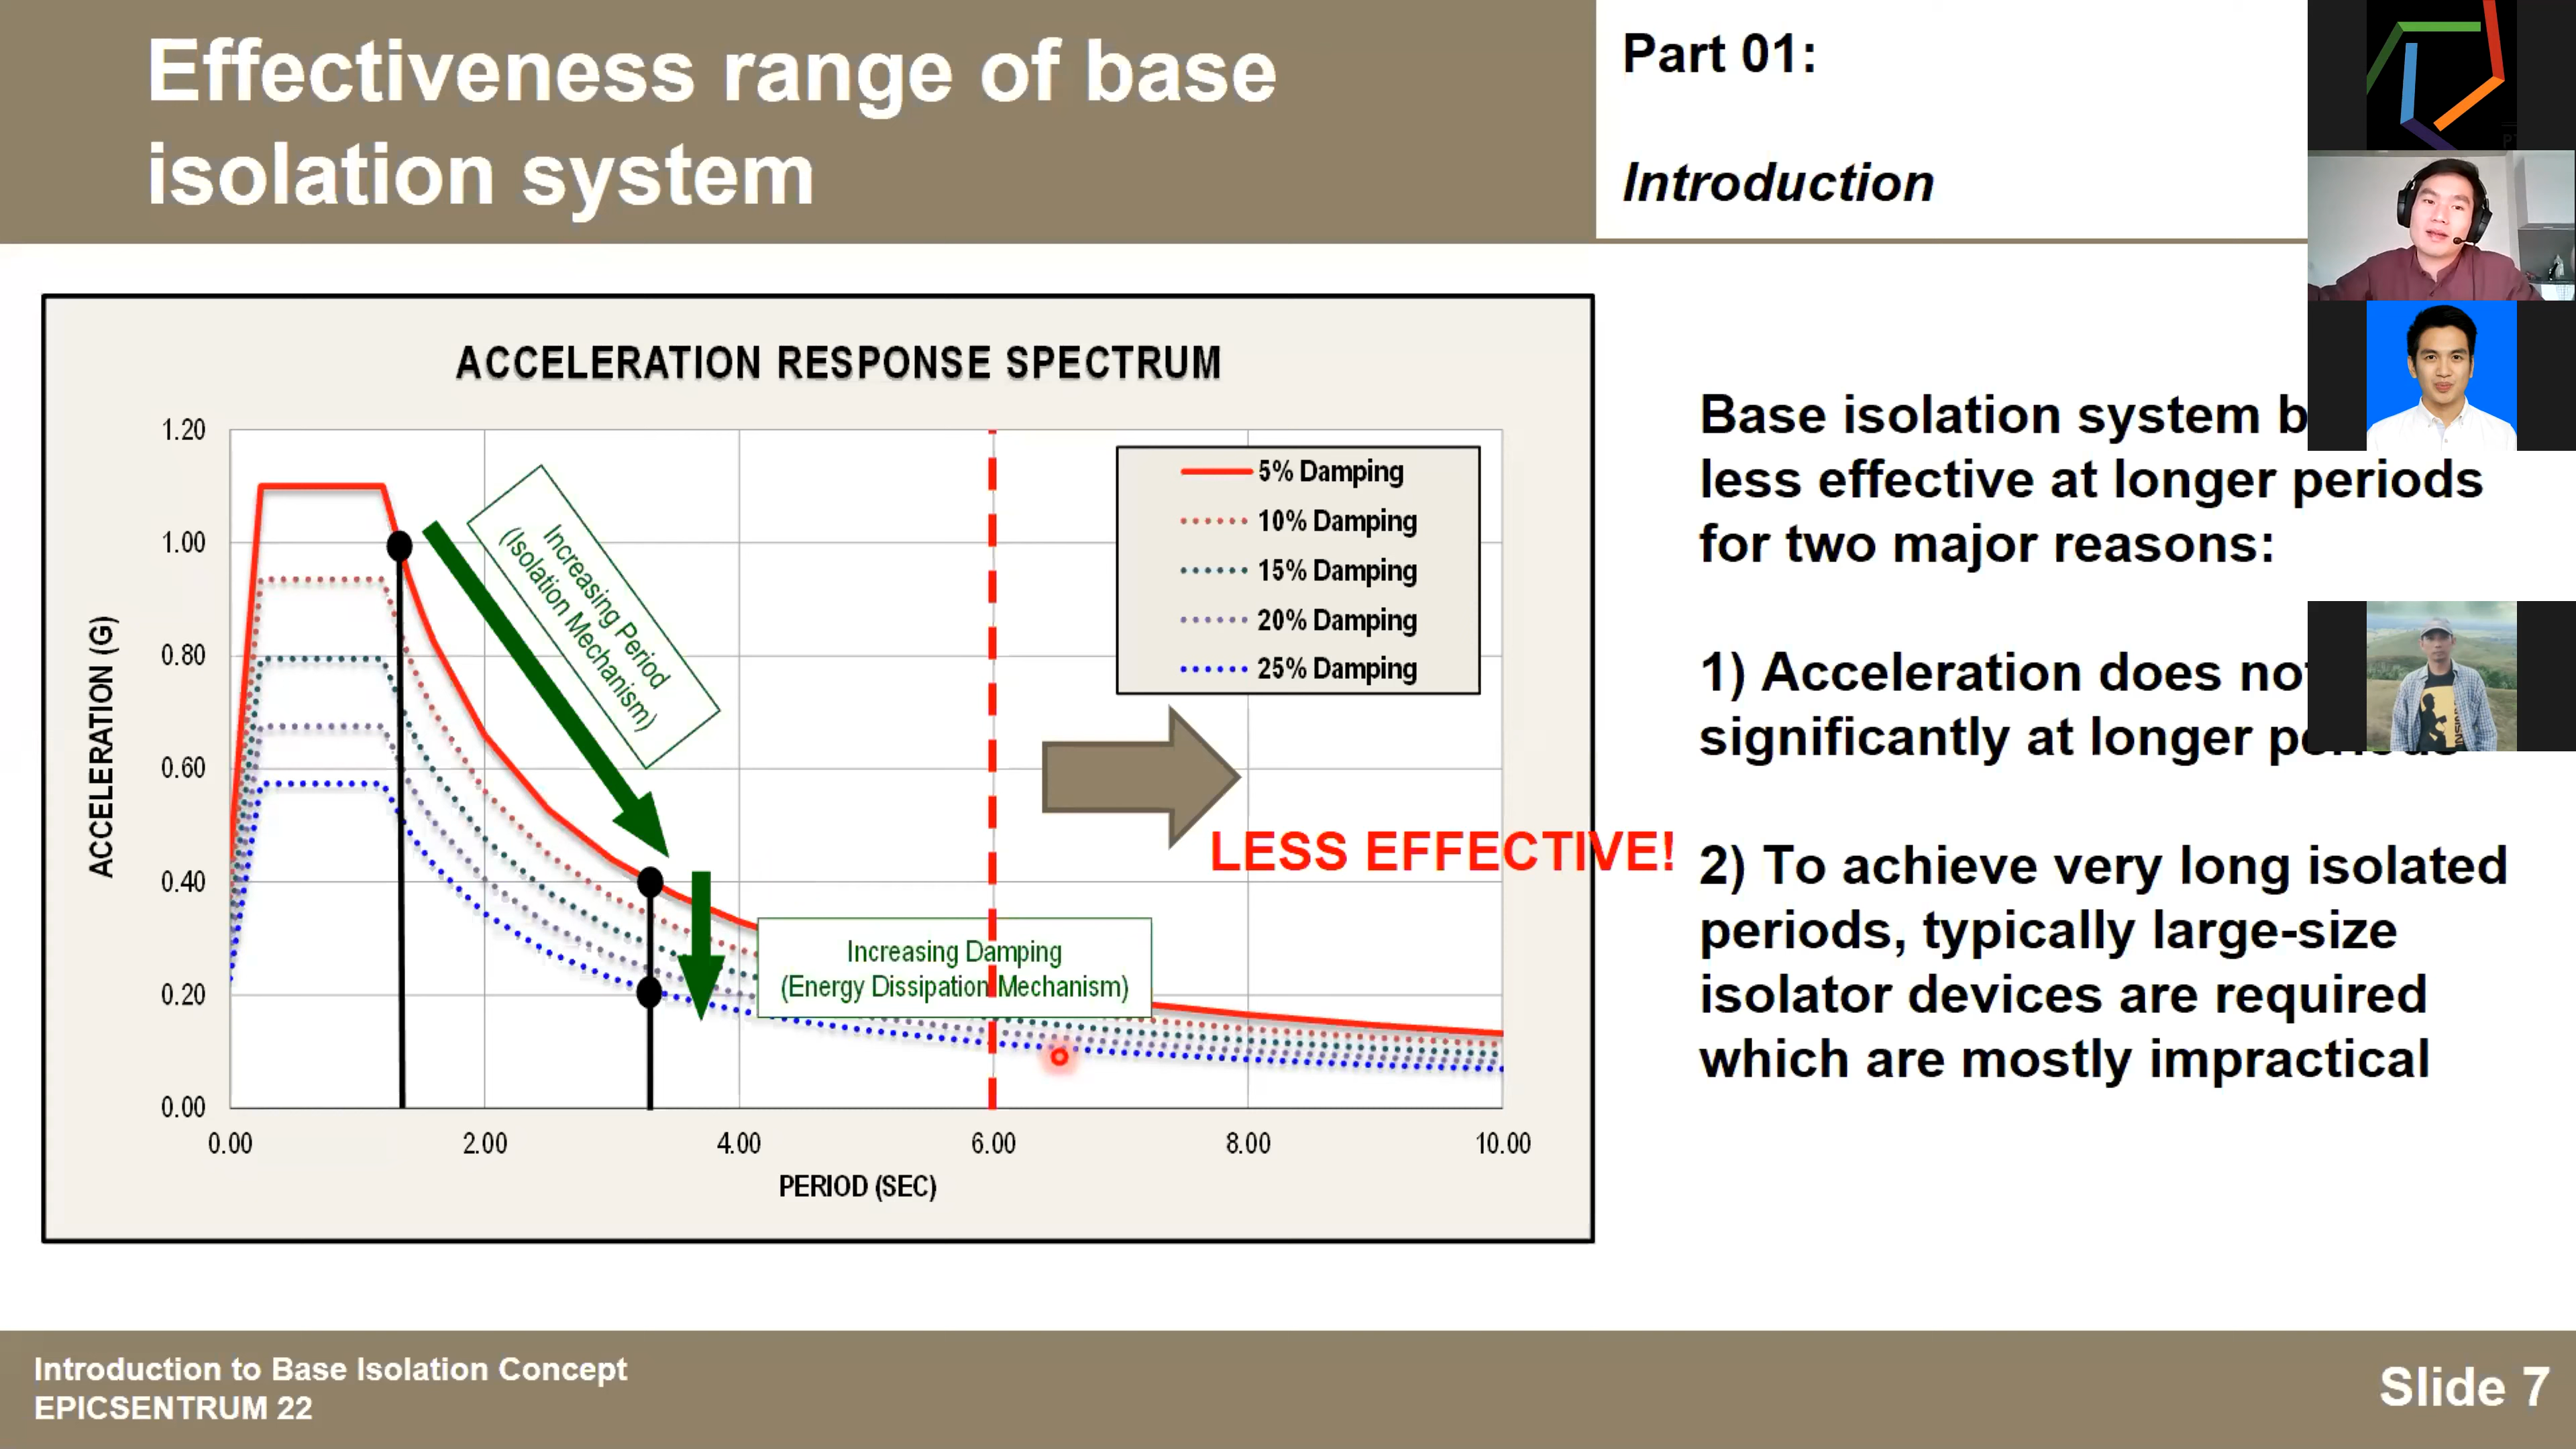 Effectiveness range of base
isolation system
Part 01:
Introduction
ACCELERATION RESPONSE SPECTRUM
1.20
1.00
0.80
0.60
0.40
0.20
0.00
ACCELERATION (G)
0.00 2.00 4.00 6.00 8.00 10.00
PERIOD (SEC)
Increasing Period
(Isolation Mechanism)
5% Damping
10% Damping
15% Damping
20% Damping
25% Damping
LESS EFFECTIVE!
Increasing Damping
(Energy Dissipation Mechanism)
Base isolation system
less effective at longer periods
for two major reasons:
1) Acceleration does
significantly at longer
2) To achieve very long isolated
periods, typically large-size
isolator devices are required
which are mostly impractical
Introduction to Base Isolation Concept
EPICSENTRUM 22
Slide 7